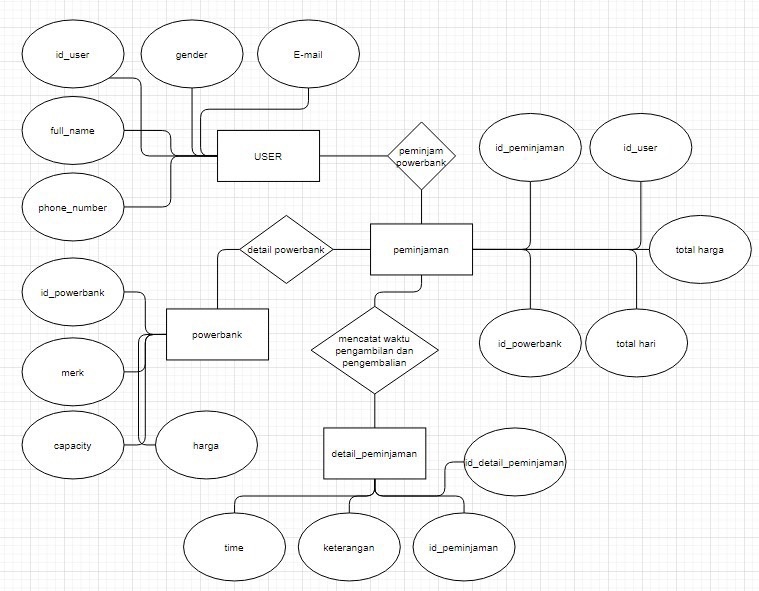 id_user
gender
E-mail
full_name
USER
peminjam
powerbank
id_peminjaman
id_user
phone_number
detail powerbank
peminjaman
total harga
id_powerbank
powerbank
mencatat waktu
pengambilan dan
pengembalian
id_powerbank
total hari
merk
capacity
harga
detail_peminjaman
id_detail_peminjaman
time
keterangan
id_peminjaman